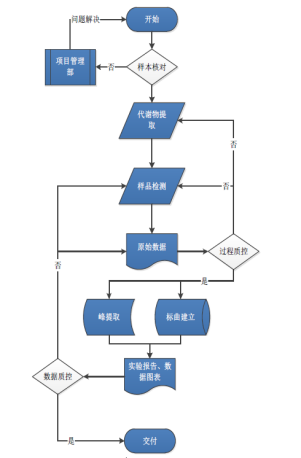 问题解决
开始
项目管理
部
否
样本核对
代谢物提
取
否
样品检测
否
原始数据
过程质控
否
是
峰提取
标曲建立
实验报告、数
据图表
数据质控
是
交付